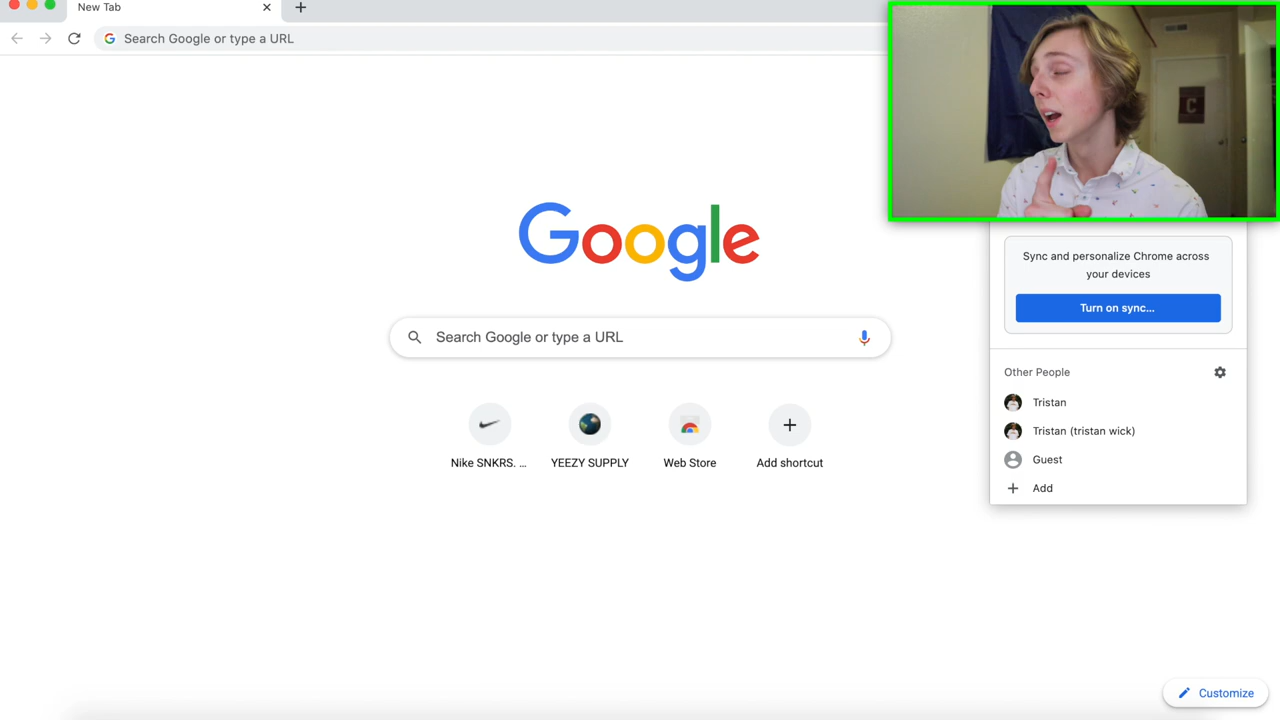 New Tab
Search Google or type a URL
Google
Search Google or type a URL
Nike SNKRS. ...
YEEZY SUPPLY
Web Store
Add shortcut
C
Sync and personalize Chrome across
your devices
Turn on sync...
Other People
Tristan
Tristan (tristan wick)
Guest
Add
Customize